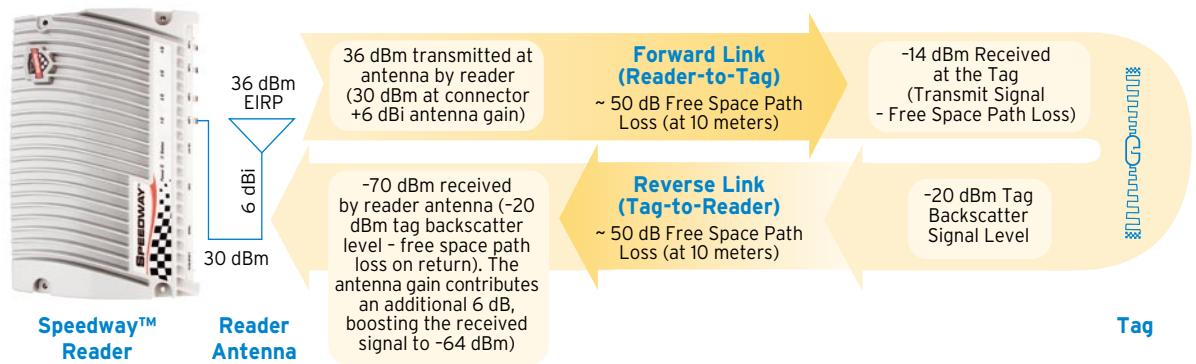 SPEEDWAY
36 dBm
EIRP
6 dBi
30 dBm
Speedway™
Reader
Reader
Antenna
36 dBm transmitted at
antenna by reader
(30 dBm at connector
+6 dBi antenna gain)
Forward Link
(Reader-to-Tag)
~ 50 dB Free Space Path
Loss (at 10 meters)
-14 dBm Received
at the Tag
(Transmit Signal
– Free Space Path Loss)
-20 dBm Tag
Backscatter
Signal Level
Reverse Link
(Tag-to-Reader)
~ 50 dB Free Space Path
Loss (at 10 meters)
-70 dBm received
by reader antenna (-20
dBm tag backscatter
level – free space path
loss on return). The
antenna gain contributes
an additional 6 dB,
boosting the received
signal to -64 dBm)
Tag